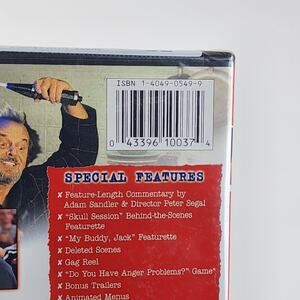 ISBN 1-4049-0549-9
0 43396 10037 4
SPECIAL FEATURES
✘ Feature-Length Commentary by
Adam Sandler & Director Peter Segal
✘ "Skull Session" Behind-the-Scenes
Featurette
✘ "My Buddy, Jack" Featurette
✘ Deleted Scenes
✘ Gag Reel
✘ "Do You Have Anger Problems?" Game
✘ Bonus Trailers
✘ Animated Menus